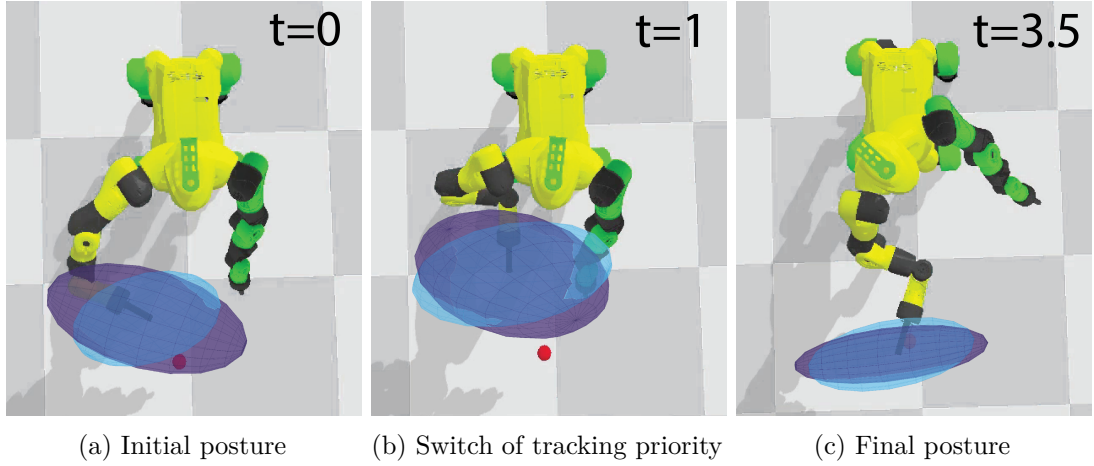 t=0
t=1
t=3.5
(a) Initial posture
(b) Switch of tracking priority
(c) Final posture